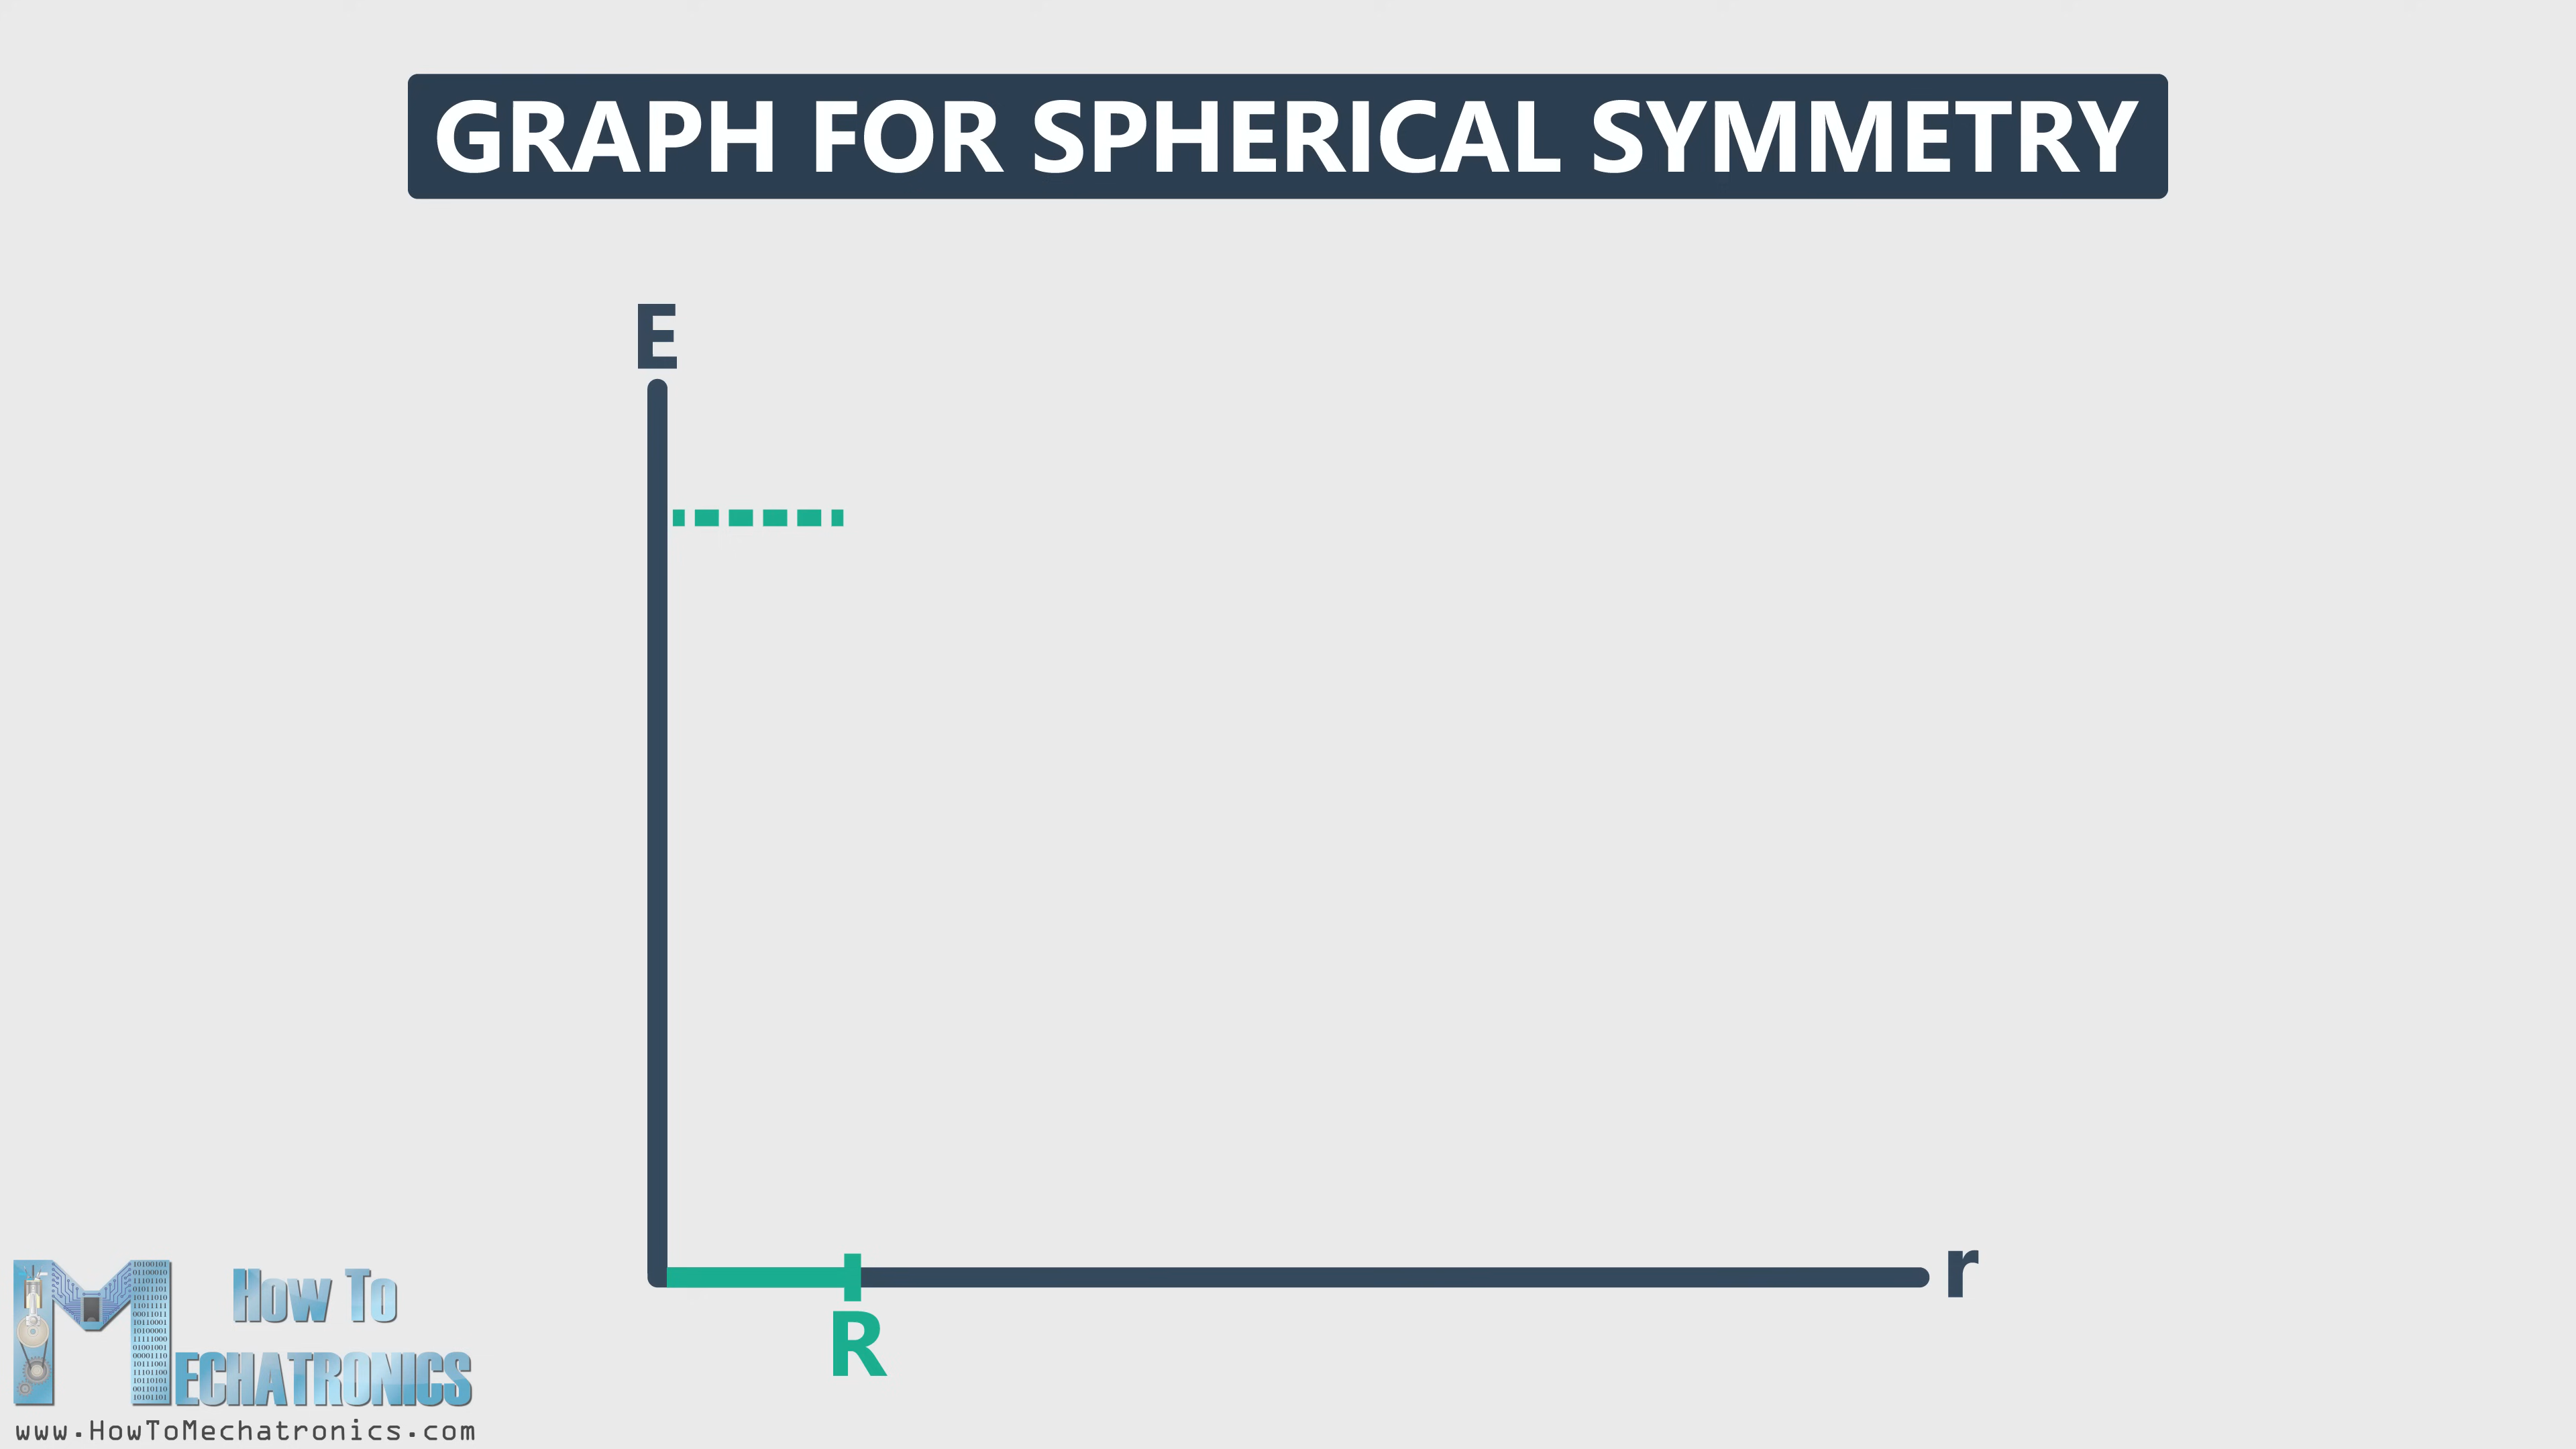 GRAPH FOR SPHERICAL SYMMETRY
E
r
R
How To
MECHATRONICS
www.HowToMechatronics.com